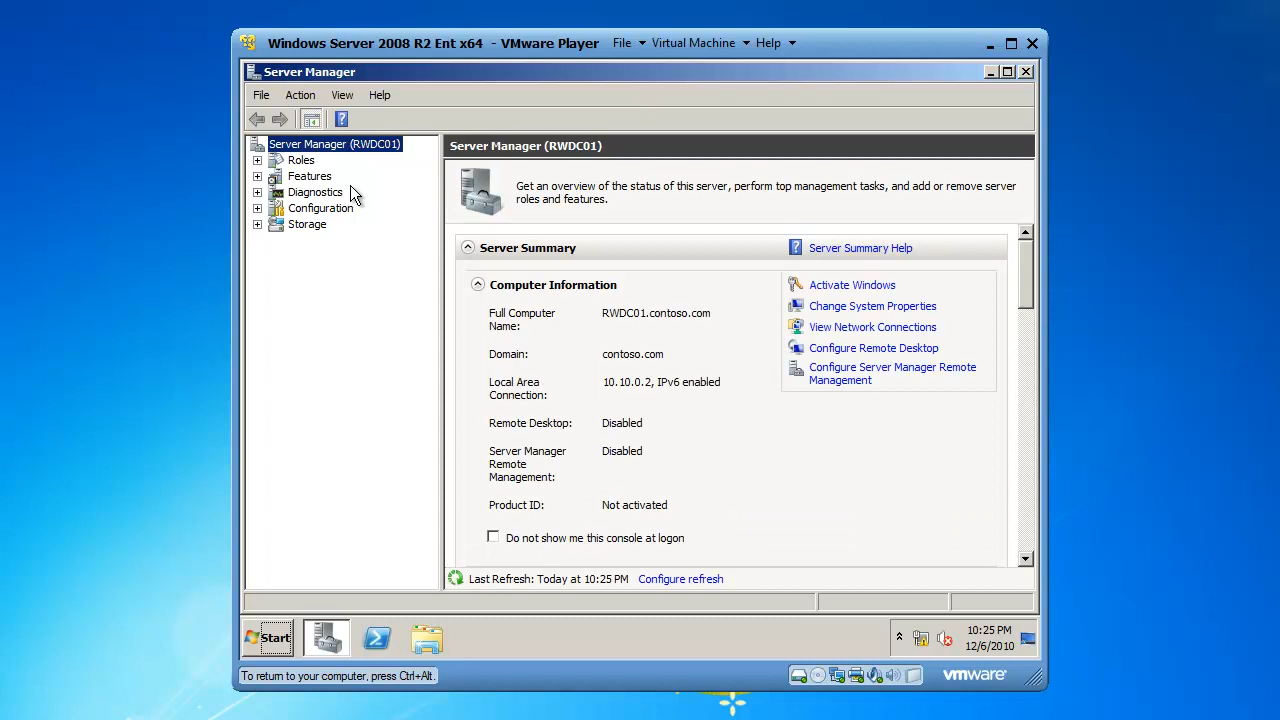 Windows Server 2008 R2 Ent x64 - VMware Player File Virtual Machine Help
Server Manager
File Action View Help
Server Manager (RWDC01)
Roles
Features
Diagnostics
Configuration
Storage
Server Manager (RWDC01)
Get an overview of the status of this server, perform top management tasks, and add or remove server
roles and features.
Server Summary
Server Summary Help
Computer Information
Full Computer
Name:
RWDC01.contoso.com
Domain:
contoso.com
Local Area
Connection:
10.10.0.2, IPv6 enabled
Remote Desktop:
Disabled
Server Manager
Remote
Management:
Disabled
Product ID:
Not activated
Do not show me this console at logon
Activate Windows
Change System Properties
View Network Connections
Configure Remote Desktop
Configure Server Manager Remote
Management
Last Refresh: Today at 10:25 PM Configure refresh
Start
10:25 PM
12/6/2010
To return to your computer, press Ctrl+Alt.
vmware